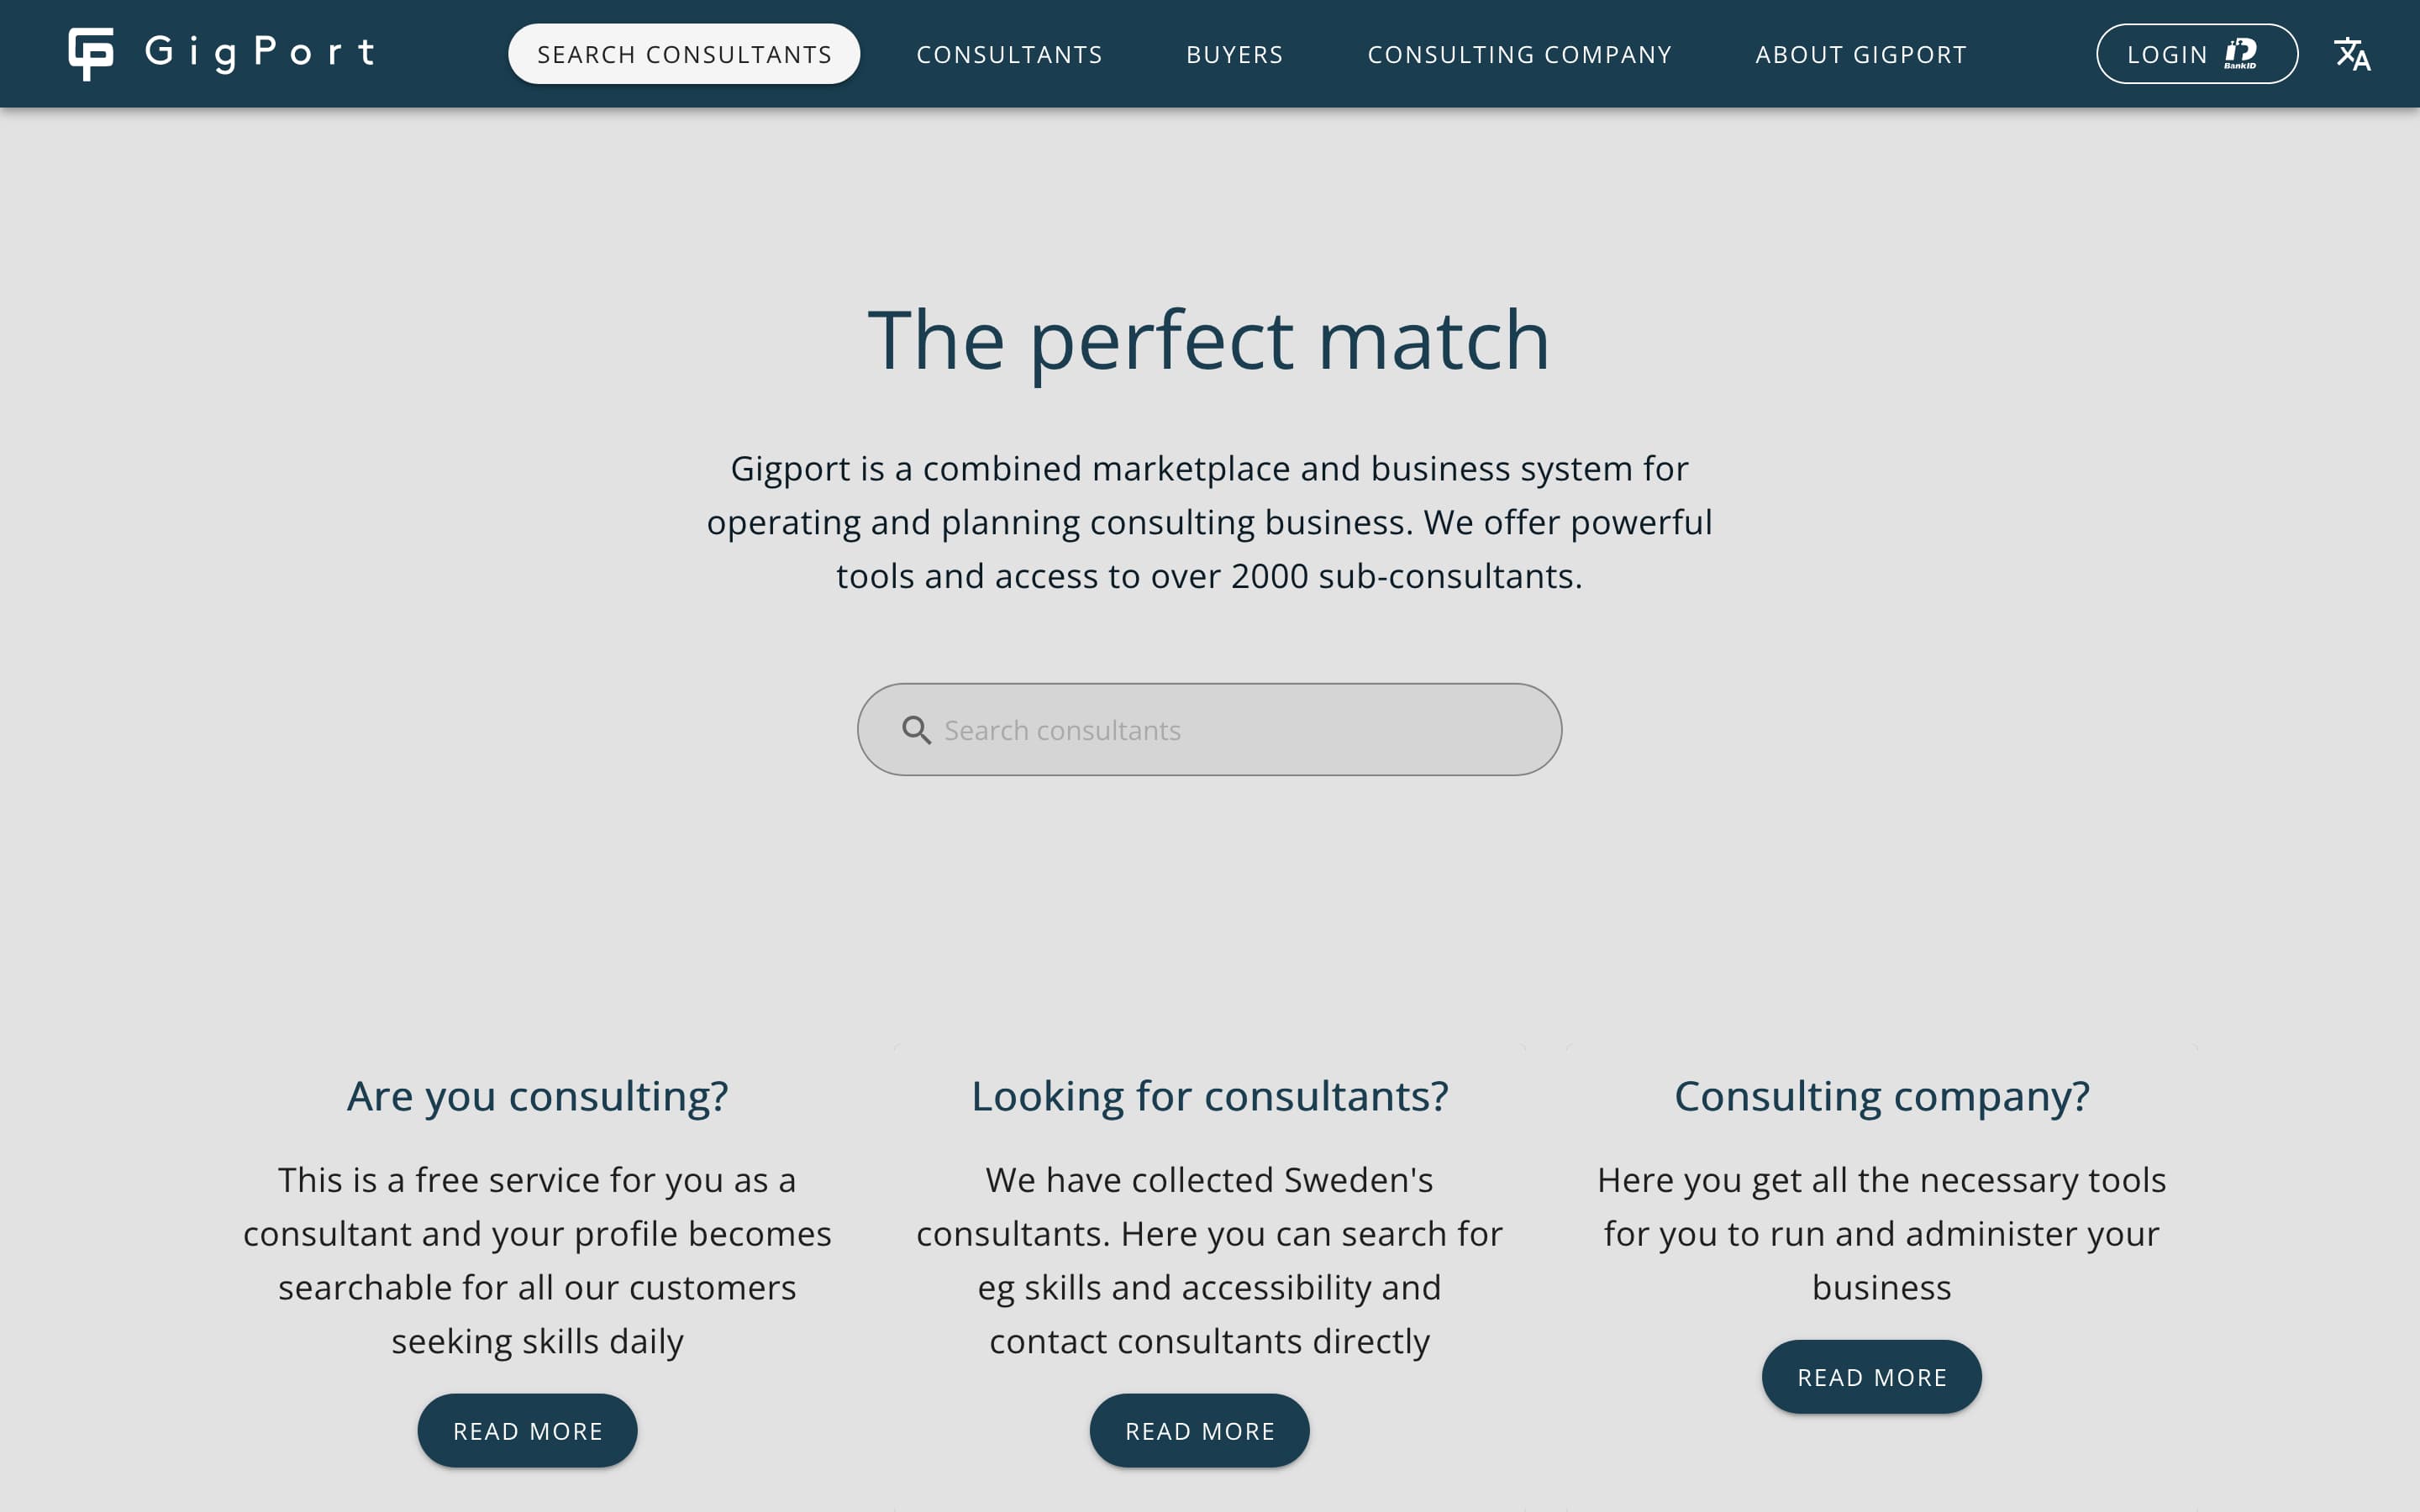 GigPort
SEARCH CONSULTANTS
CONSULTANTS
BUYERS
CONSULTING COMPANY
ABOUT GIGPORT
LOGIN
BankID
The perfect match
Gigport is a combined marketplace and business system for
operating and planning consulting business. We offer powerful
tools and access to over 2000 sub-consultants.
Search consultants
Are you consulting?
This is a free service for you as a
consultant and your profile becomes
searchable for all our customers
seeking skills daily
READ MORE
Looking for consultants?
We have collected Sweden's
consultants. Here you can search for
eg skills and accessibility and
contact consultants directly
READ MORE
Consulting company?
Here you get all the necessary tools
for you to run and administer your
business
READ MORE